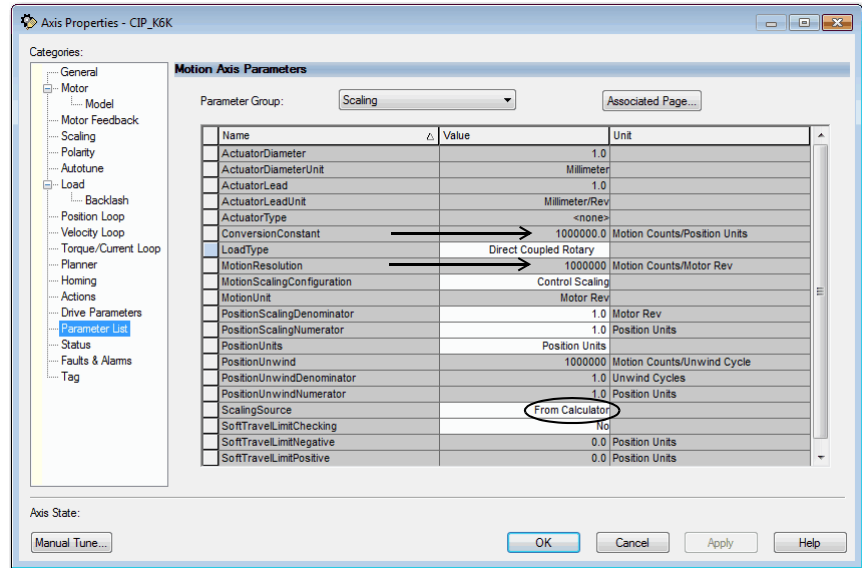 Axis Properties - CIP_K6K
Categories:
General
Motor
Model
Motor Feedback
Scaling
Polarity
Autotune
Load
Backlash
Position Loop
Velocity Loop
Torque/Current Loop
Planner
Homing
Actions
Drive Parameters
Parameter List
Status
Faults & Alarms
Tag
Motion Axis Parameters
Parameter Group: Scaling Associated Page...
Name Value Unit
ActuatorDiameter 1.0
ActuatorDiameterUnit Millimeter
ActuatorLead 1.0
ActuatorLeadUnit Millimeter/Rev
ActuatorType <none>
ConversionConstant 1000000.0 Motion Counts/Position Units
LoadType Direct Coupled Rotary
MotionResolution 1000000 Motion Counts/Motor Rev
MotionScalingConfiguration Control Scaling
MotionUnit Motor Rev
PositionScalingDenominator 1.0 Motor Rev
PositionScalingNumerator 1.0 Position Units
PositionUnits Position Units
PositionUnwind 1000000 Motion Counts/Unwind Cycle
PositionUnwindDenominator 1.0 Unwind Cycles
PositionUnwindNumerator 1.0 Position Units
ScalingSource From Calculator
SoftTravelLimitChecking No
SoftTravelLimitNegative 0.0 Position Units
SoftTravelLimitPositive 0.0 Position Units
Axis State:
Manual Tune... OK Cancel Apply Help